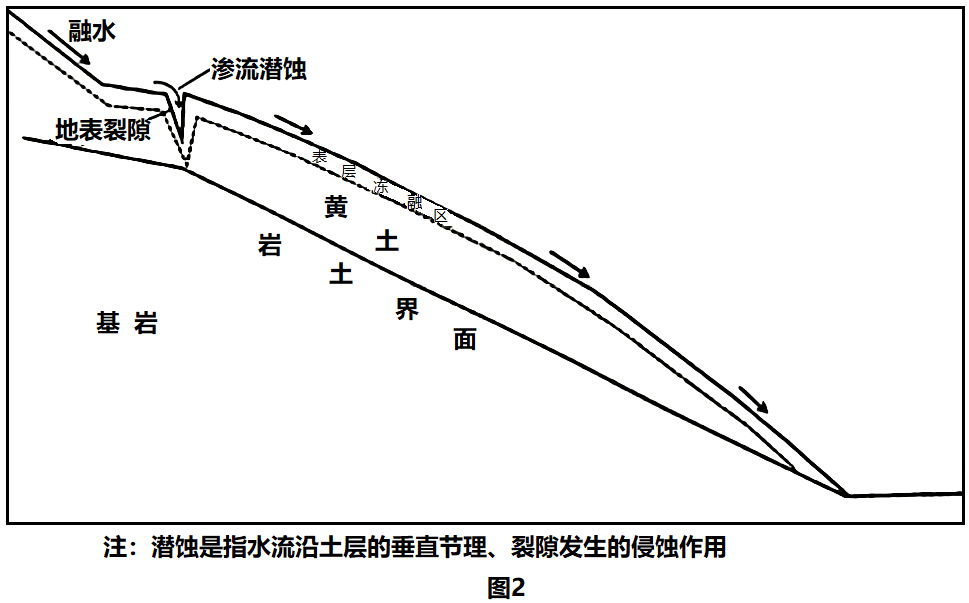 融水
渗流潜蚀
地表裂隙
表层冻融区
黄土
岩土界面
基岩
注：潜蚀是指水流沿土层的垂直节理、裂隙发生的侵蚀作用
图2